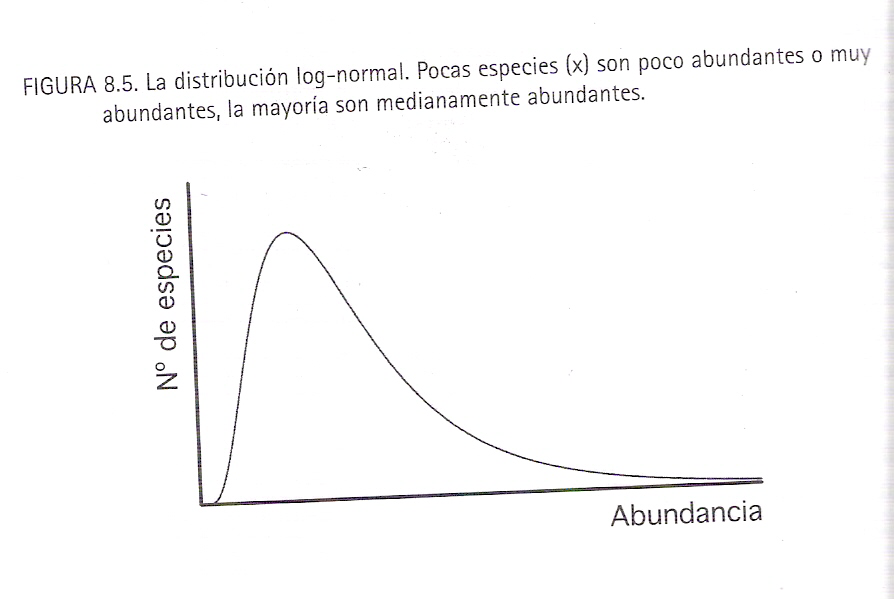 FIGURA 8.5. La distribución log-normal. Pocas especies (x) son poco abundantes o muy
abundantes, la mayoría son medianamente abundantes.
Nº de especies
Abundancia